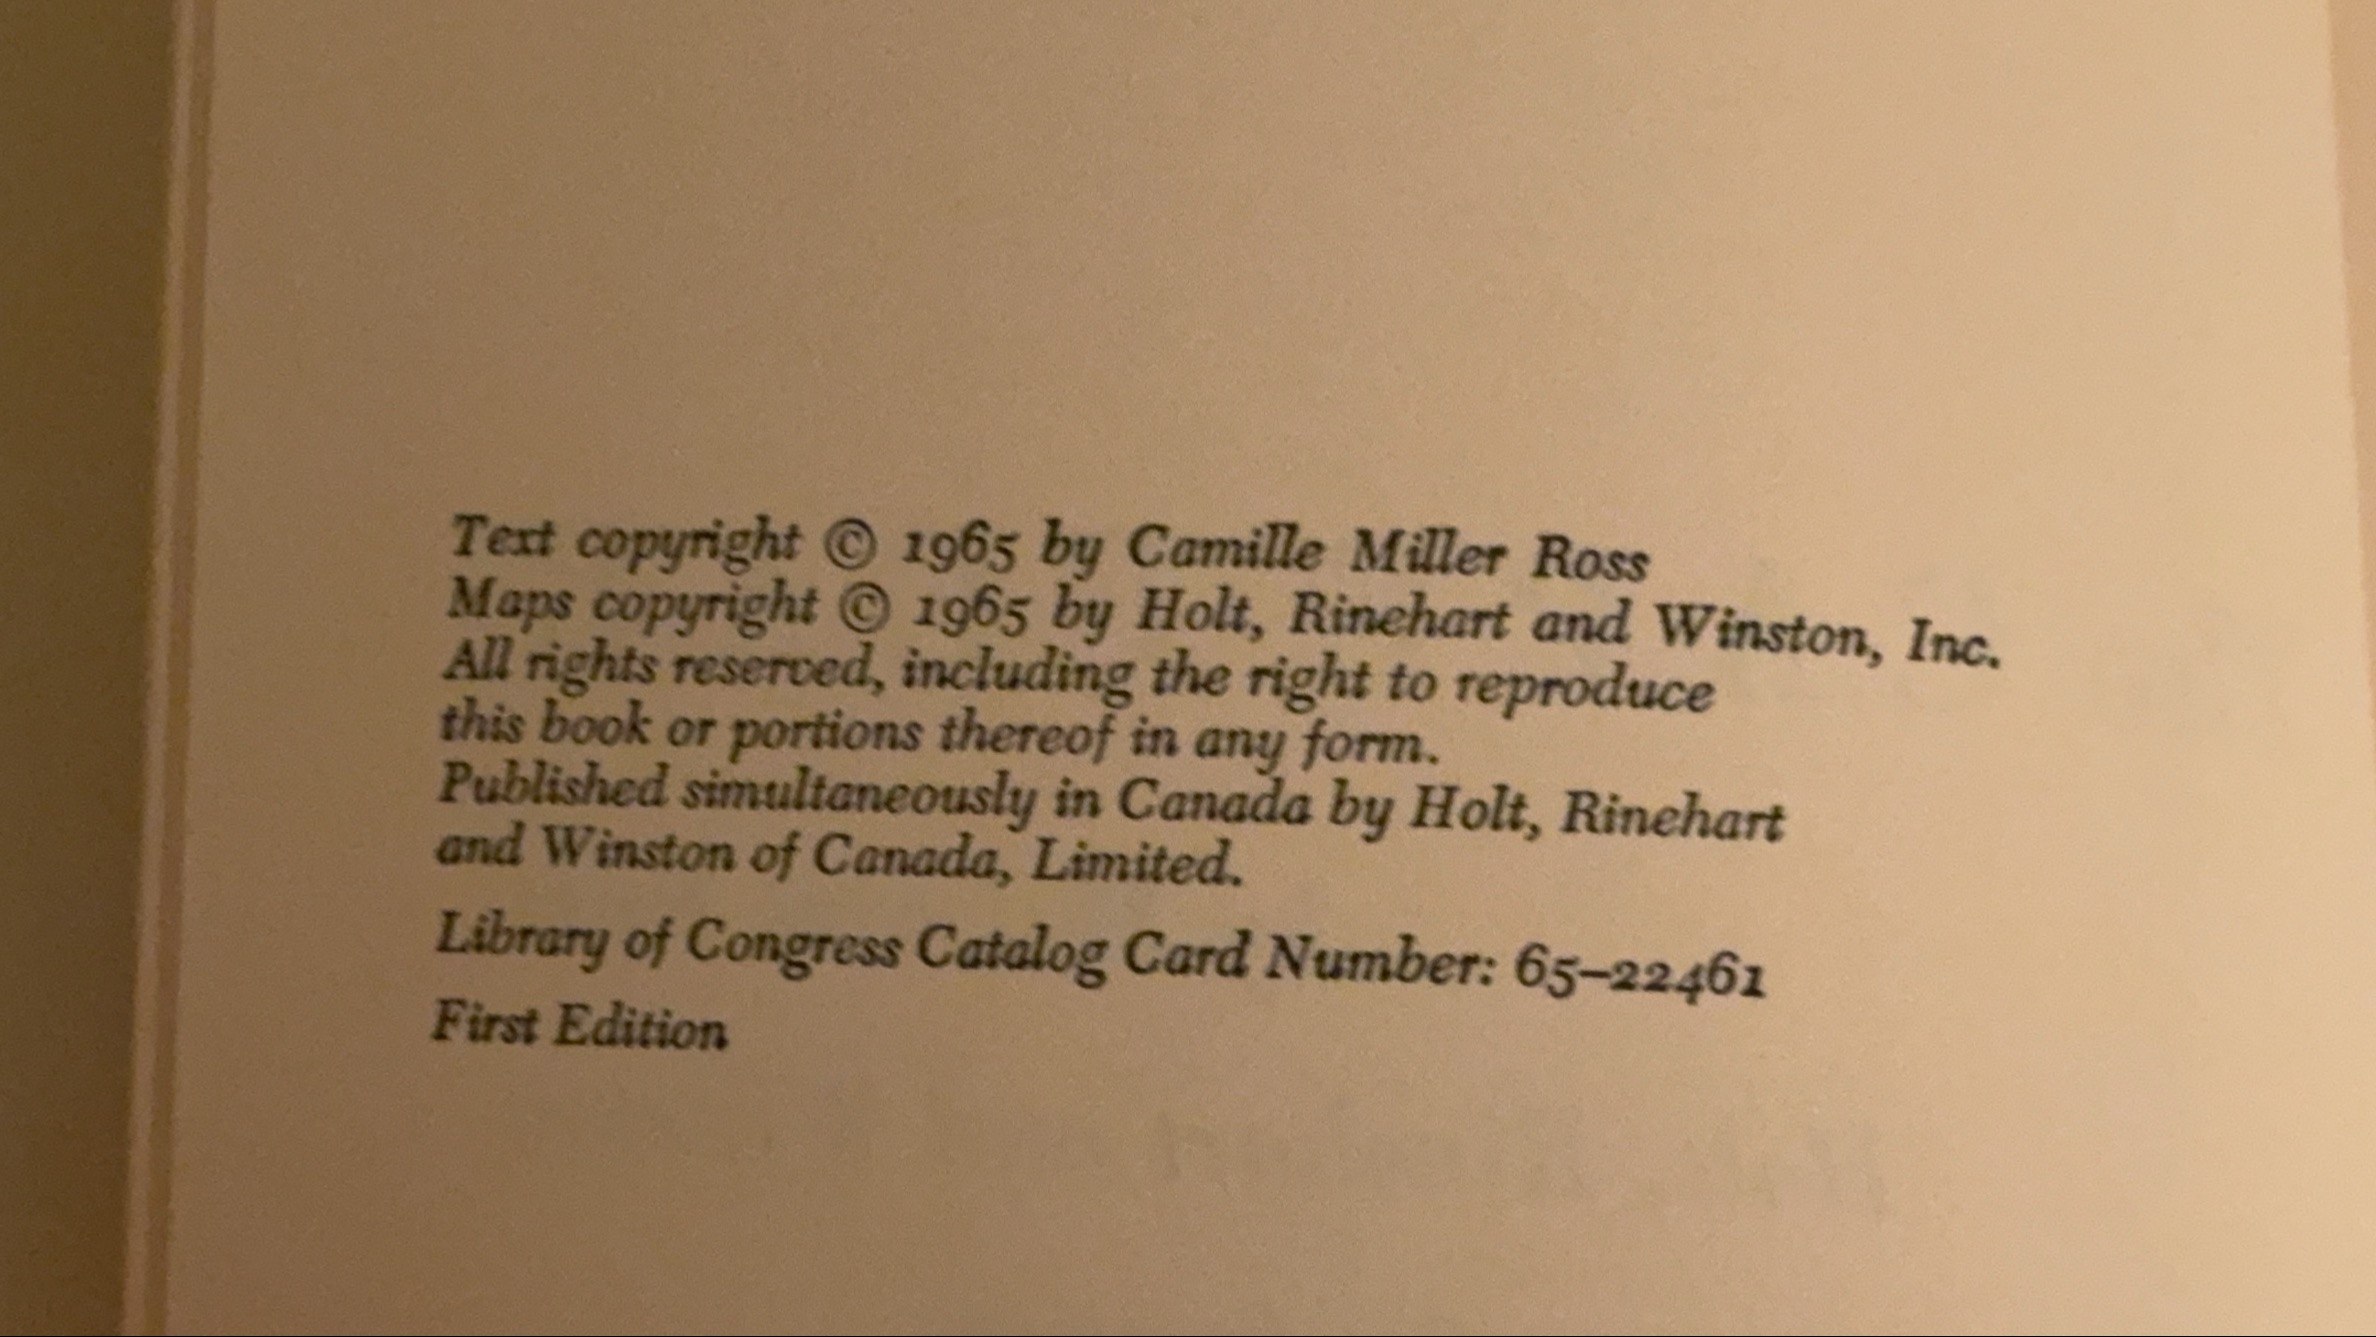 Text copyright © 1965 by Camille Miller Ross
Maps copyright © 1965 by Holt, Rinehart and Winston, Inc.
All rights reserved, including the right to reproduce
this book or portions thereof in any form.
Published simultaneously in Canada by Holt, Rinehart
and Winston of Canada, Limited.
Library of Congress Catalog Card Number: 65–22461
First Edition